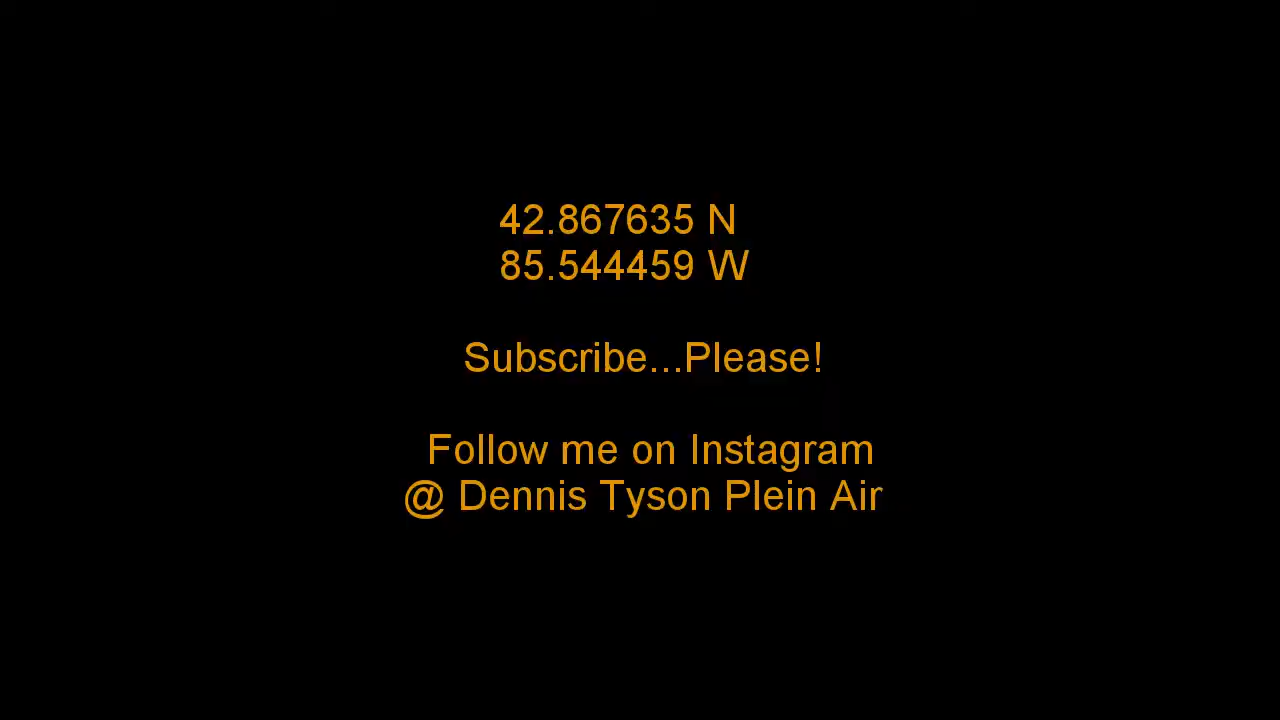 42.867635 N
85.544459 W
Subscribe...Please!
Follow me on Instagram
@ Dennis Tyson Plein Air